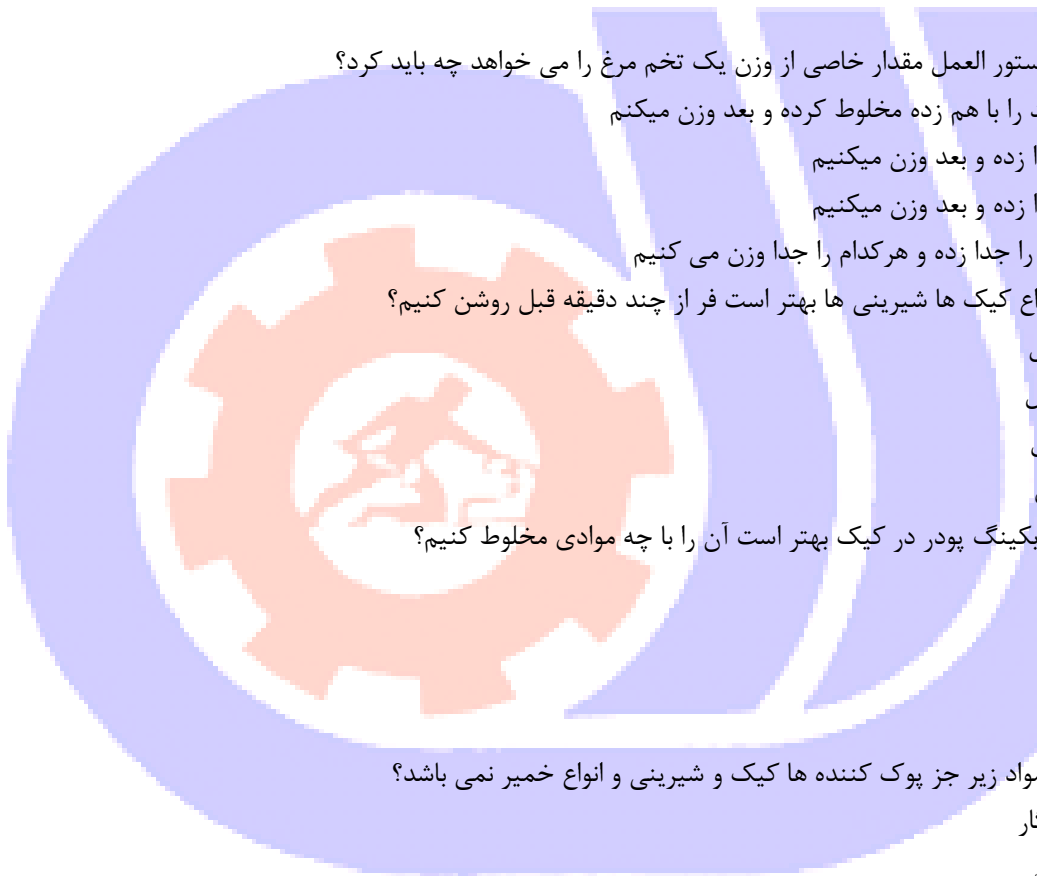 ستور العمل مقدار خاصی از وزن یک تخم مرغ را می خواهد چه باید کرد؟
د را با هم زده مخلوط کرده و بعد وزن میکنم
ا زده و بعد وزن میکنیم
ا زده و بعد وزن میکنیم
را جدا زده و هرکدام را جدا وزن می کنیم
اع کیک ها شیرینی ها بهتر است فر از چند دقیقه قبل روشن کنیم؟
ل
بکینگ پودر در کیک بهتر است آن را با چه موادی مخلوط کنیم؟
مواد زیر جز پوک کننده ها کیک و شیرینی و انواع خمیر نمی باشد؟
تار